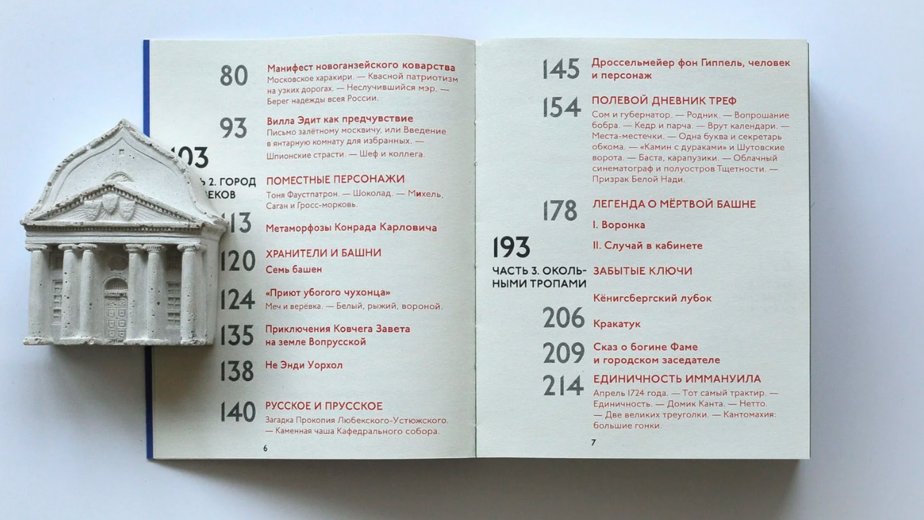 80 Манифест новоганзейского коварства
Московское харакири. — Квасной патриотизм
на узких дорогах. — Неслучившийся мэр. —
Берег надежды всея России.
93 Вилла Эдит как предчувствие
Письмо залётному москвичу, или Введение
в янтарную комнату для избранных. —
Шпионские страсти. — Шеф и коллега.
103
2. ГОРОД
ПОМЕСТНЫЕ ПЕРСОНАЖИ
Тоня Фаустпатрон. — Шоколад. — Михель,
Саган и Гросс-морковь.
113 Метаморфозы Конрада Карловича
120 ХРАНИТЕЛИ И БАШНИ
Семь башен
124 «Приют убогого чухонца»
Меч и верёвка. — Белый, рыжий, вороной.
135 Приключения Ковчега Завета
на земле Вопрусской
138 Не Энди Уорхол
140 РУССКОЕ И ПРУССКОЕ
Загадка Прокопия Любекского-Устюжского.
— Каменная чаша Кафедрального собора.
6
145 Дроссельмейер фон Гиппель, человек
и персонаж
154 ПОЛЕВОЙ ДНЕВНИК ТРЕФ
Сом и губернатор. — Родник. — Вопрошание
бобра. — Кедр и парча. — Врут календари. —
Места-местечки. — Одна буква и секретарь
обкома. — «Камин с дураками» и Шутовские
ворота. — Баста, карапузики. — Облачный
синематограф и полуостров Тщетности. —
Призрак Белой Нади.
178 ЛЕГЕНДА О МЁРТВОЙ БАШНЕ
I. Воронка
II. Случай в кабинете
193
ЧАСТЬ 3. ОКОЛЬ-
НЫМИ ТРОПАМИ
ЗАБЫТЫЕ КЛЮЧИ
Кёнигсбергский лубок
206 Кракатук
209 Сказ о богине Фаме
и городском заседателе
214 ЕДИНИЧНОСТЬ ИММАНУИЛА
Апрель 1724 года. — Тот самый трактир. —
Единичность. — Домик Канта. — Нетто.
— Две великих треуголки. — Кантомахия:
большие гонки.
7